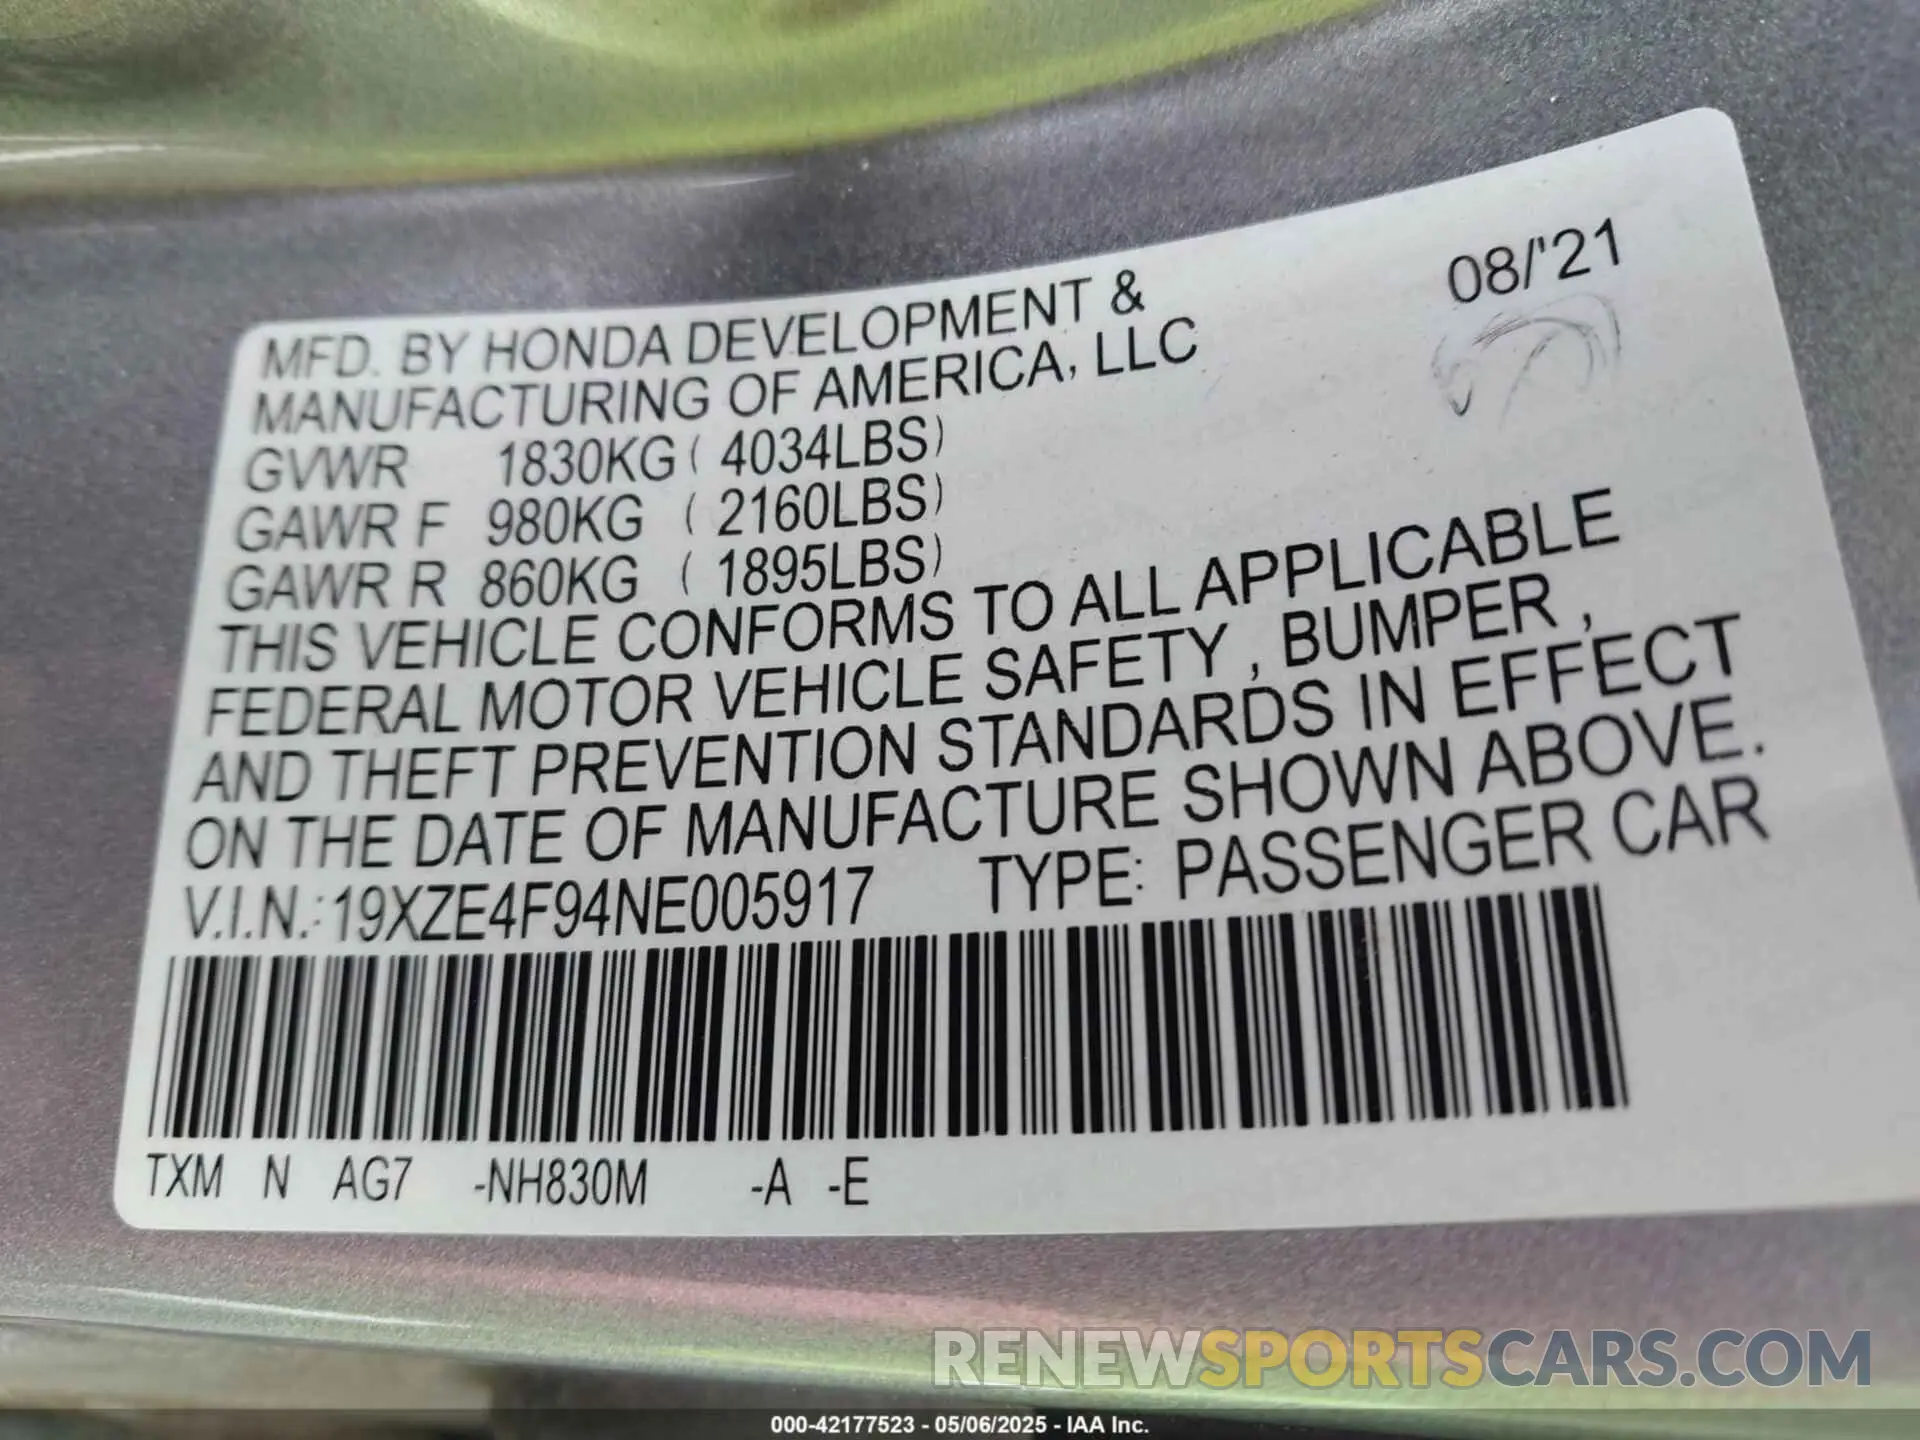 08/'21
MFD. BY HONDA DEVELOPMENT &
MANUFACTURING OF AMERICA, LLC
GVWR 1830KG ( 4034LBS)
GAWR F 980KG ( 2160LBS)
GAWR R 860KG ( 1895LBS)
THIS VEHICLE CONFORMS TO ALL APPLICABLE
FEDERAL MOTOR VEHICLE SAFETY , BUMPER ,
AND THEFT PREVENTION STANDARDS IN EFFECT
ON THE DATE OF MANUFACTURE SHOWN ABOVE.
V.I.N.: 19XZE4F94NE005917 TYPE: PASSENGER CAR
TXM N AG7 -NH830M -A -E
RENEWSPORTSCARS.COM
000-42177523 - 05/06/2025 - IAA Inc.